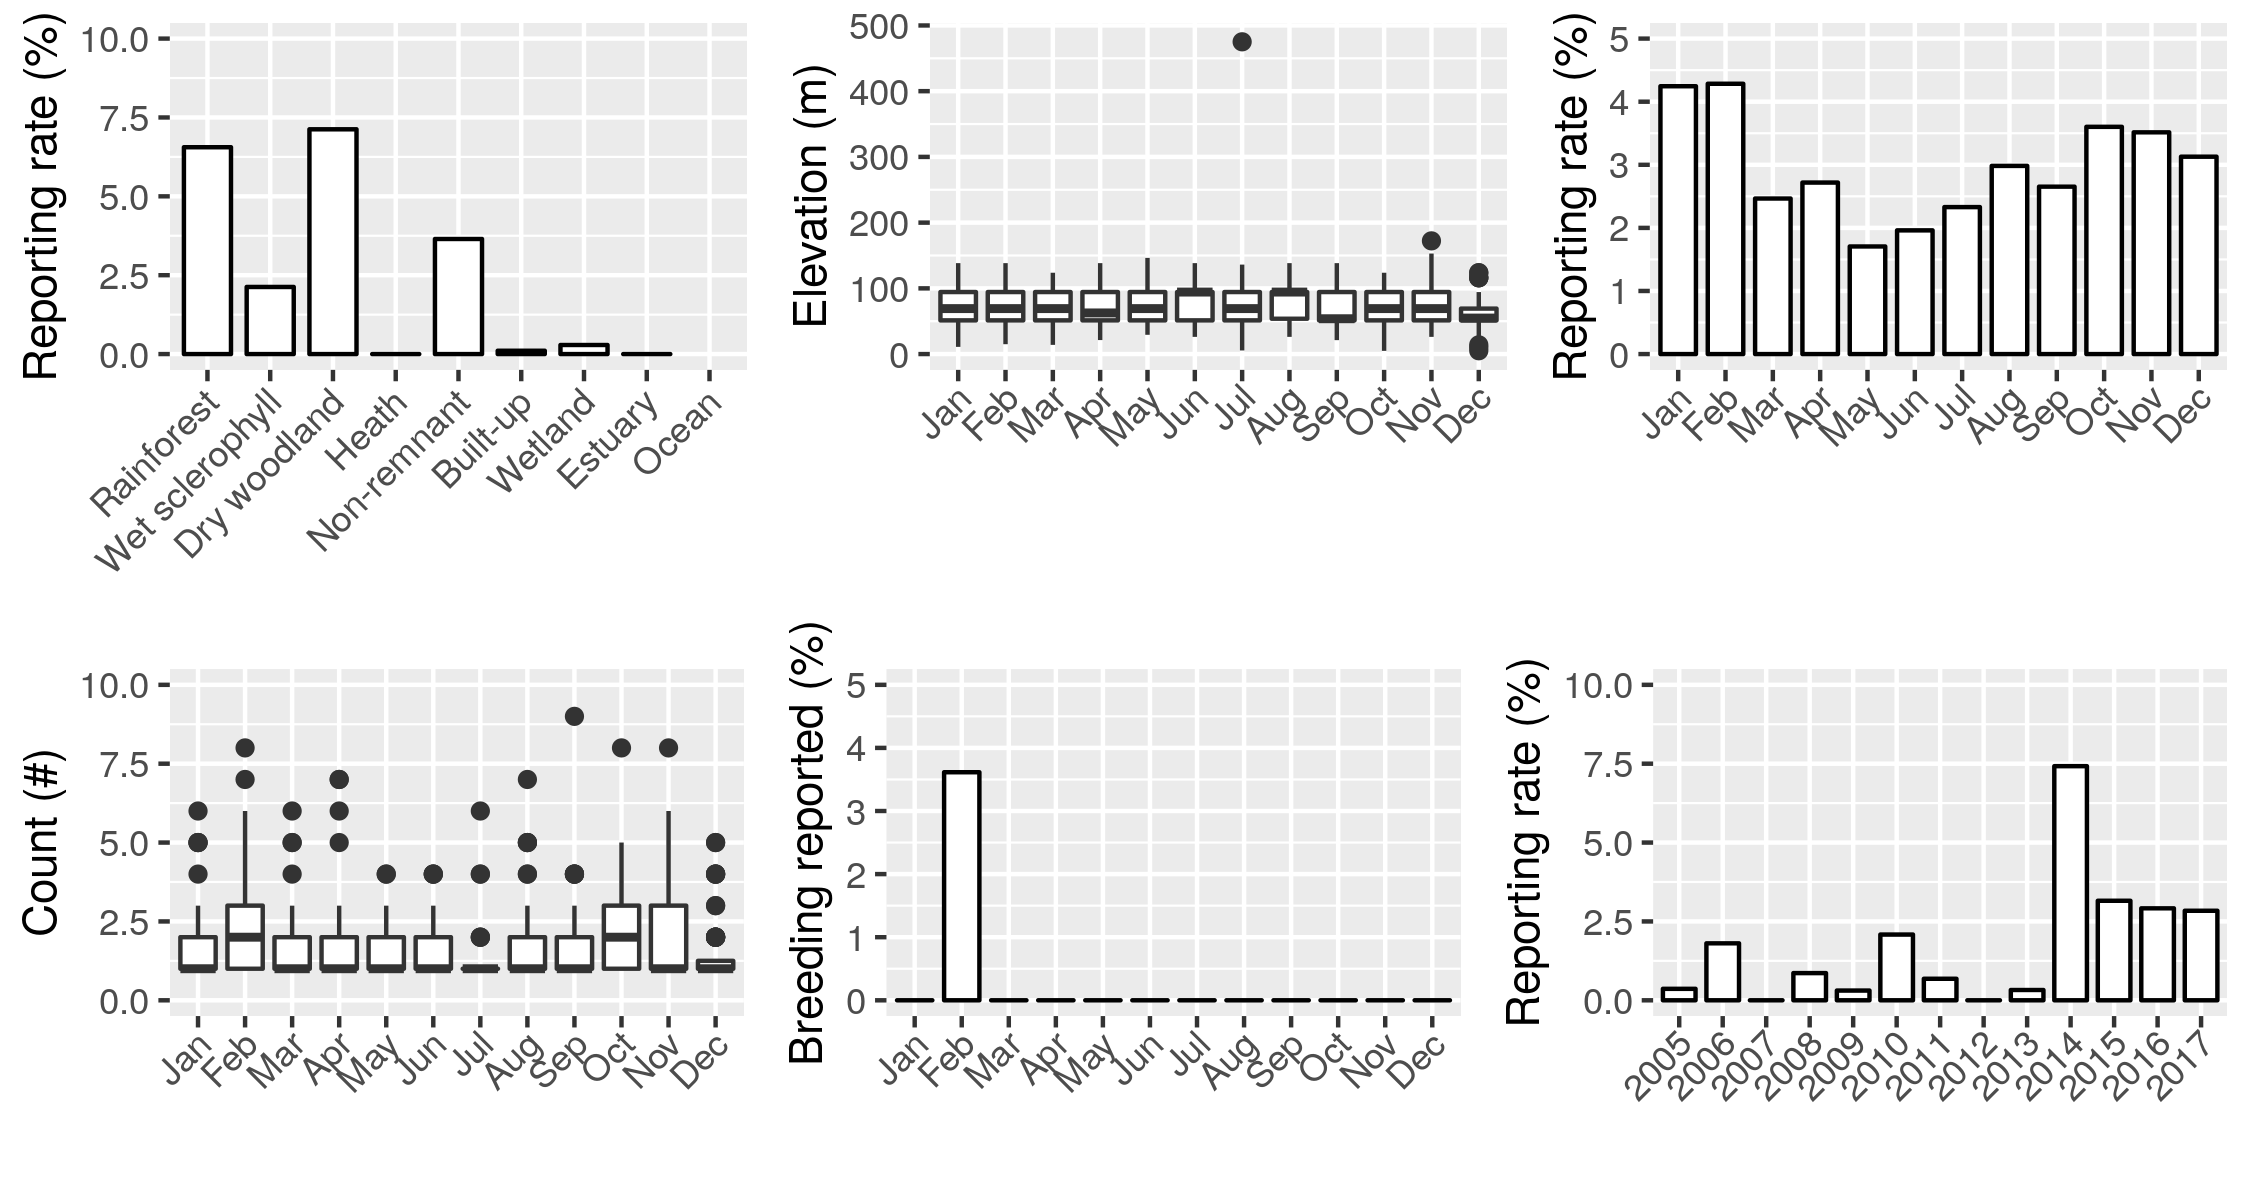 Reporting rate (%)
10.0
7.5
5.0
2.5
0.0
Rainforest
Wet sclerophyll
Dry woodland
Heath
Non-remnant
Built-up
Wetland
Estuary
Ocean
Elevation (m)
500
400
300
200
100
0
Jan
Feb
Mar
Apr
May
Jun
Jul
Aug
Sep
Oct
Nov
Dec
Reporting rate (%)
5
4
3
2
1
0
Jan
Feb
Mar
Apr
May
Jun
Jul
Aug
Sep
Oct
Nov
Dec
Count (#)
10.0
7.5
5.0
2.5
0.0
Jan
Feb
Mar
Apr
May
Jun
Jul
Aug
Sep
Oct
Nov
Dec
Breeding reported (%)
5
4
3
2
1
0
Jan
Feb
Mar
Apr
May
Jun
Jul
Aug
Sep
Oct
Nov
Dec
Reporting rate (%)
10.0
7.5
5.0
2.5
0.0
2005
2006
2007
2008
2009
2010
2011
2012
2013
2014
2015
2016
2017